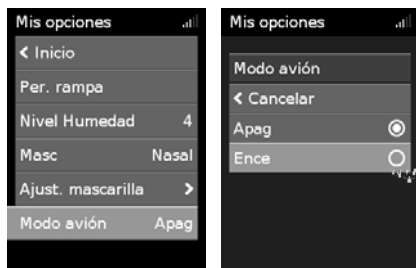 Mis opciones
< Inicio
Per. rampa
Nivel Humedad 4
Masc Nasal
Ajust. mascarilla >
Modo avión Apag
Mis opciones
Modo avión
< Cancelar
Apag
Ence